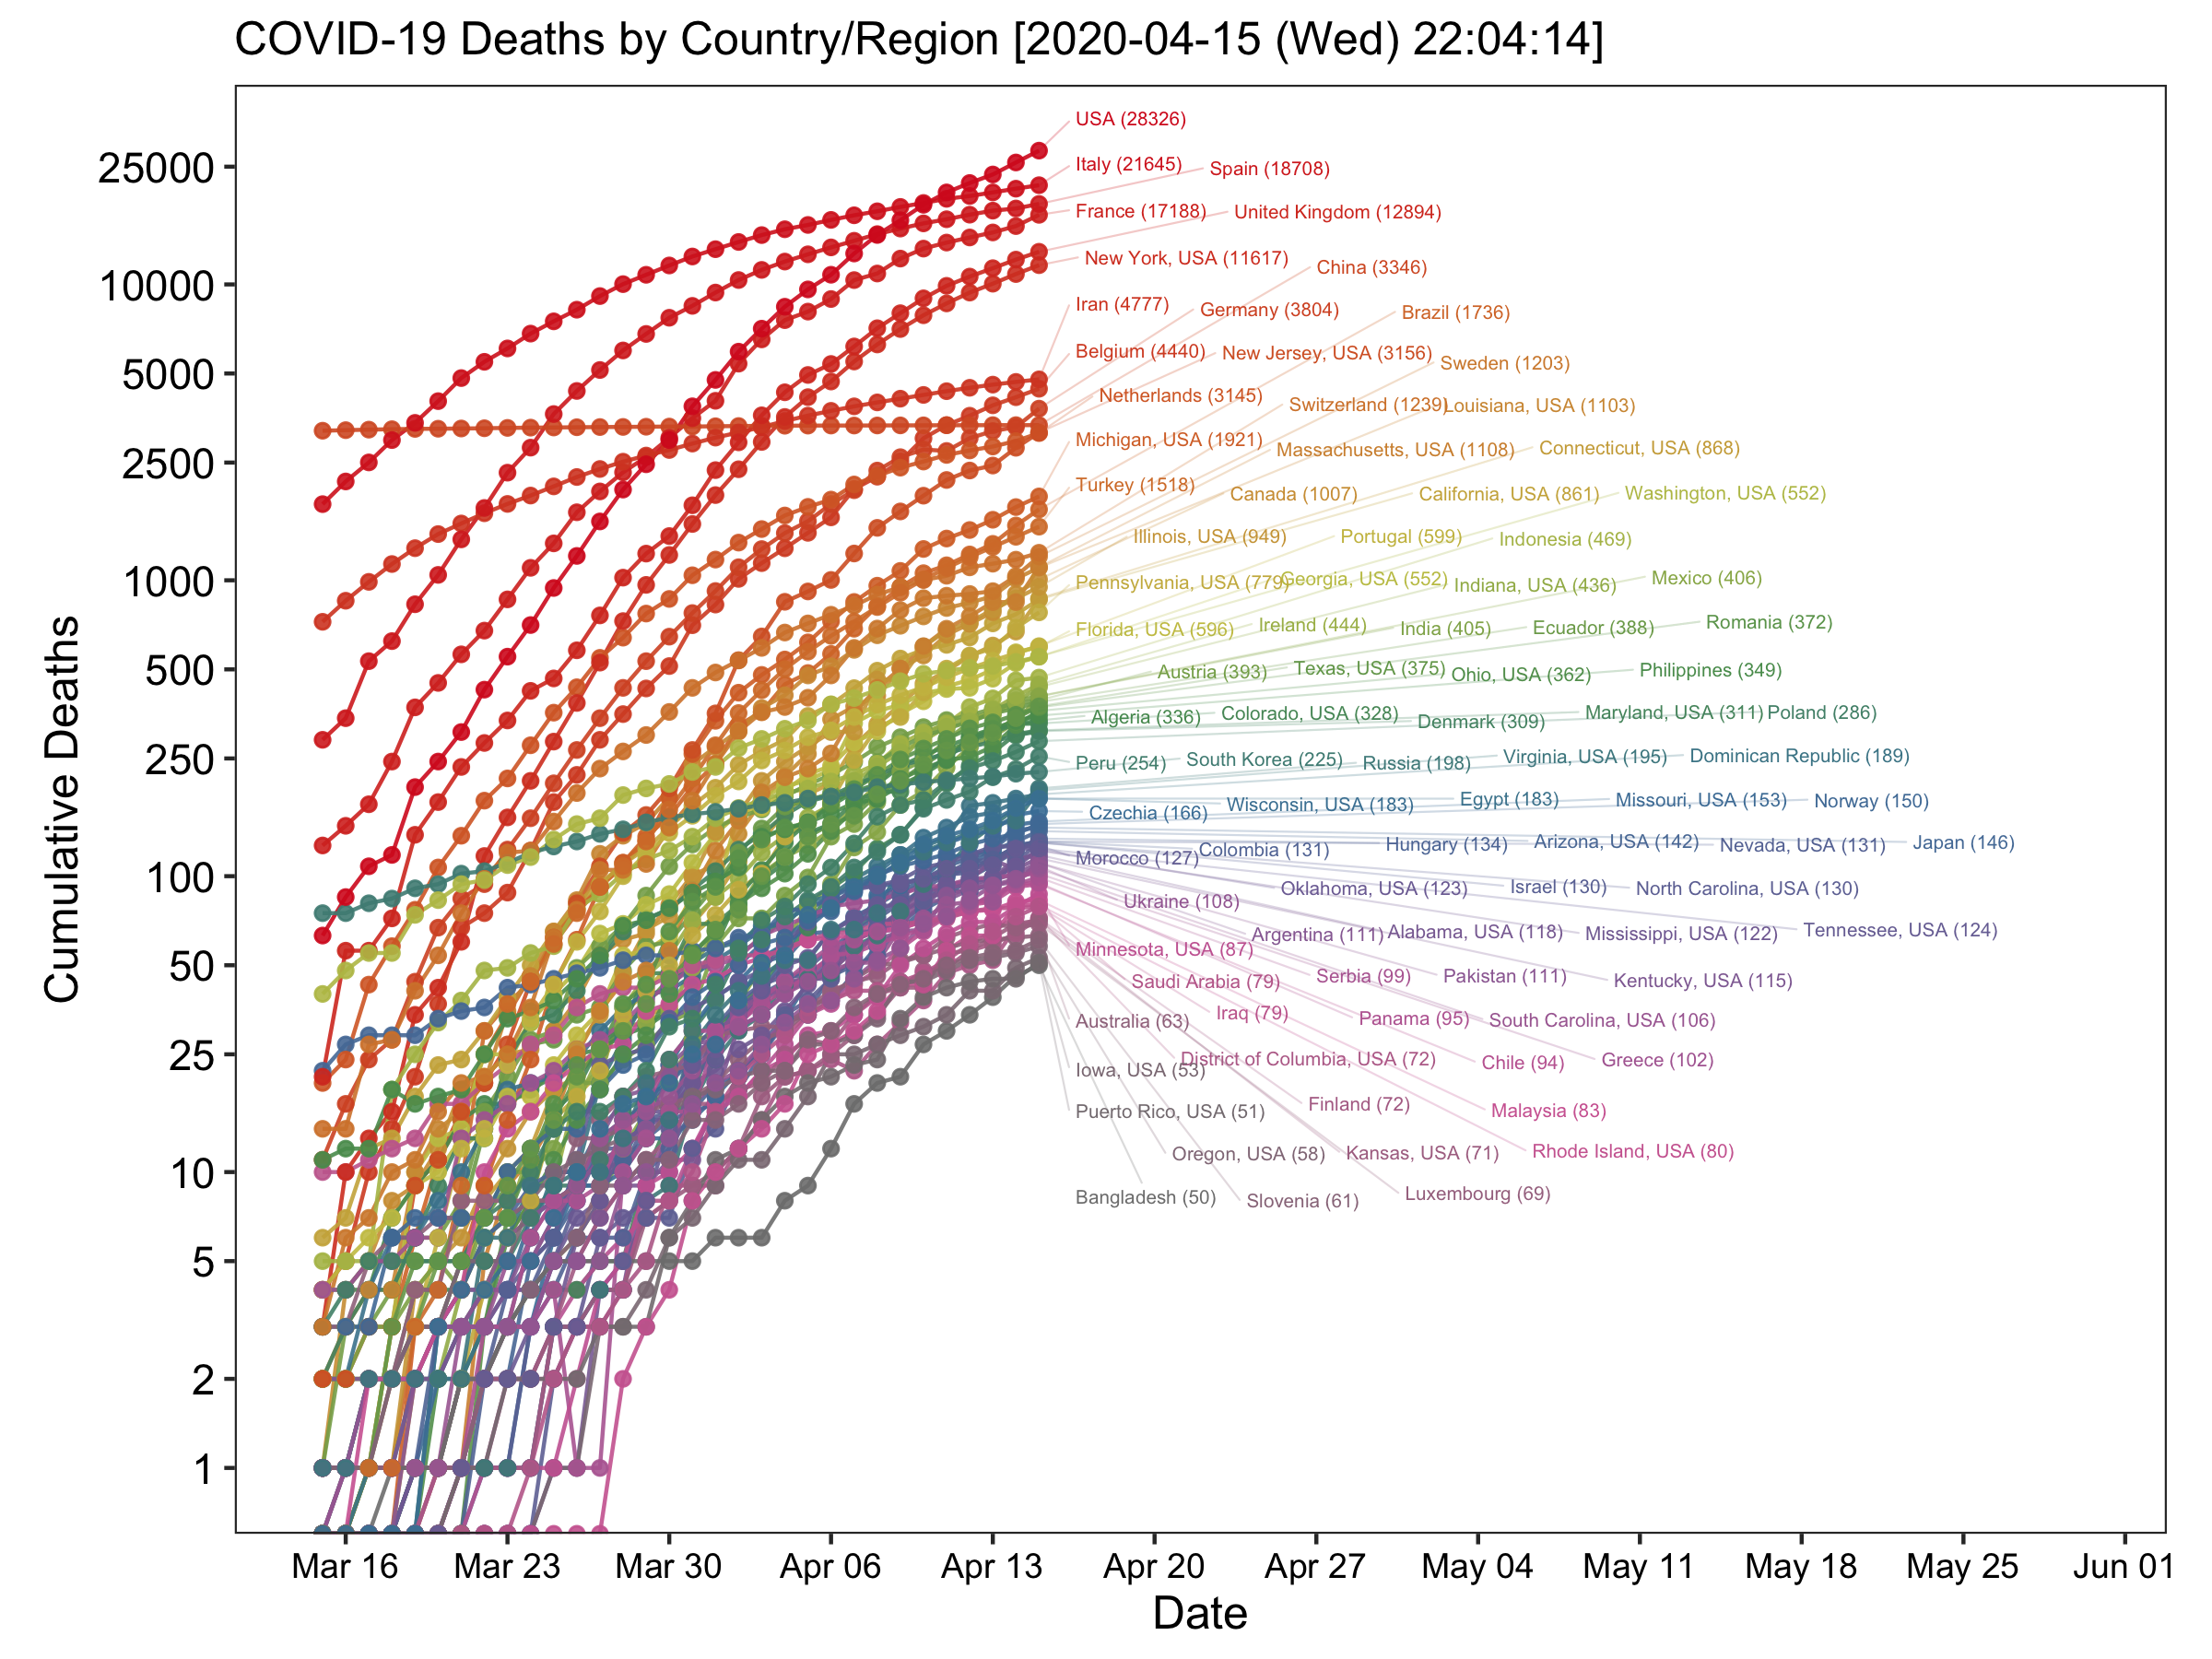 COVID-19 Deaths by Country/Region [2020-04-15 (Wed) 22:04:14]
Cumulative Deaths
25000
10000
5000
2500
1000
500
250
100
50
25
10
5
2
1
USA (28326)
Italy (21645)
Spain (18708)
France (17188)
United Kingdom (12894)
New York, USA (11617)
China (3346)
Iran (4777)
Germany (3804)
Brazil (1736)
Belgium (4440)
New Jersey, USA (3156)
Sweden (1203)
Netherlands (3145)
Switzerland (1239)
Louisiana, USA (1103)
Michigan, USA (1921)
Massachusetts, USA (1108)
Connecticut, USA (868)
Turkey (1518)
Canada (1007)
California, USA (861)
Washington, USA (552)
Illinois, USA (949)
Portugal (599)
Indonesia (469)
Pennsylvania, USA (779)
Georgia, USA (552)
Indiana, USA (436)
Mexico (406)
Florida, USA (596)
Ireland (444)
India (405)
Ecuador (388)
Romania (372)
Austria (393)
Texas, USA (375)
Ohio, USA (362)
Philippines (349)
Algeria (336)
Colorado, USA (328)
Denmark (309)
Maryland, USA (311)
Poland (286)
Peru (254)
South Korea (225)
Russia (198)
Virginia, USA (195)
Dominican Republic (189)
Czechia (166)
Wisconsin, USA (183)
Egypt (183)
Missouri, USA (153)
Norway (150)
Morocco (127)
Colombia (131)
Hungary (134)
Arizona, USA (142)
Nevada, USA (131)
Japan (146)
Oklahoma, USA (123)
Israel (130)
North Carolina, USA (130)
Ukraine (108)
Argentina (111)
Alabama, USA (118)
Mississippi, USA (122)
Tennessee, USA (124)
Minnesota, USA (87)
Saudi Arabia (79)
Serbia (99)
Pakistan (111)
Kentucky, USA (115)
Australia (63)
Iraq (79)
Panama (95)
South Carolina, USA (106)
Iowa, USA (53)
District of Columbia, USA (72)
Chile (94)
Greece (102)
Puerto Rico, USA (51)
Finland (72)
Malaysia (83)
Oregon, USA (58)
Kansas, USA (71)
Rhode Island, USA (80)
Bangladesh (50)
Slovenia (61)
Luxembourg (69)
Mar 16
Mar 23
Mar 30
Apr 06
Apr 13
Apr 20
Apr 27
May 04
May 11
May 18
May 25
Jun 01
Date